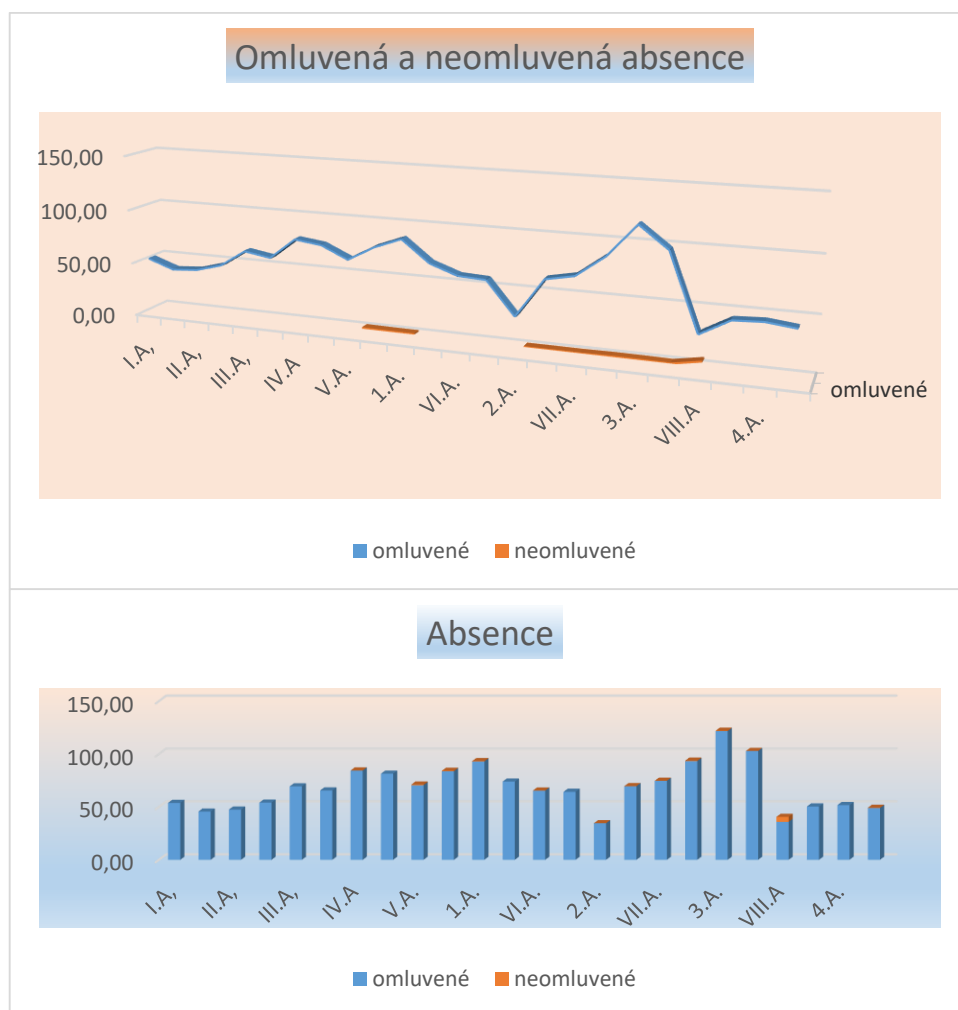 Omluvená a neomluvená absence
150,00
100,00
50,00
0,00
I.A,
II.A,
III.A,
IV.A
V.A.
1.A.
VI.A.
2.A.
VII.A.
3.A.
VIII.A
4.A.
omluvené
omluvené neomluvené
Absence
150,00
100,00
50,00
0,00
I.A,
II.A,
III.A,
IV.A
V.A.
1.A.
VI.A.
2.A.
VII.A.
3.A.
VIII.A
4.A.
omluvené neomluvené